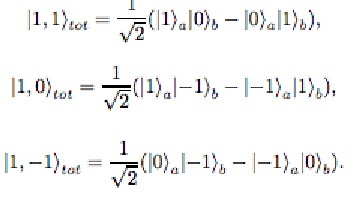 |1, 1⟩_{tot} = \frac{1}{\sqrt{2}}(|1⟩_a|0⟩_b − |0⟩_a|1⟩_b),
|1, 0⟩_{tot} = \frac{1}{\sqrt{2}}(|1⟩_a|−1⟩_b − |−1⟩_a|1⟩_b),
|1, −1⟩_{tot} = \frac{1}{\sqrt{2}}(|0⟩_a|−1⟩_b − |−1⟩_a|0⟩_b).